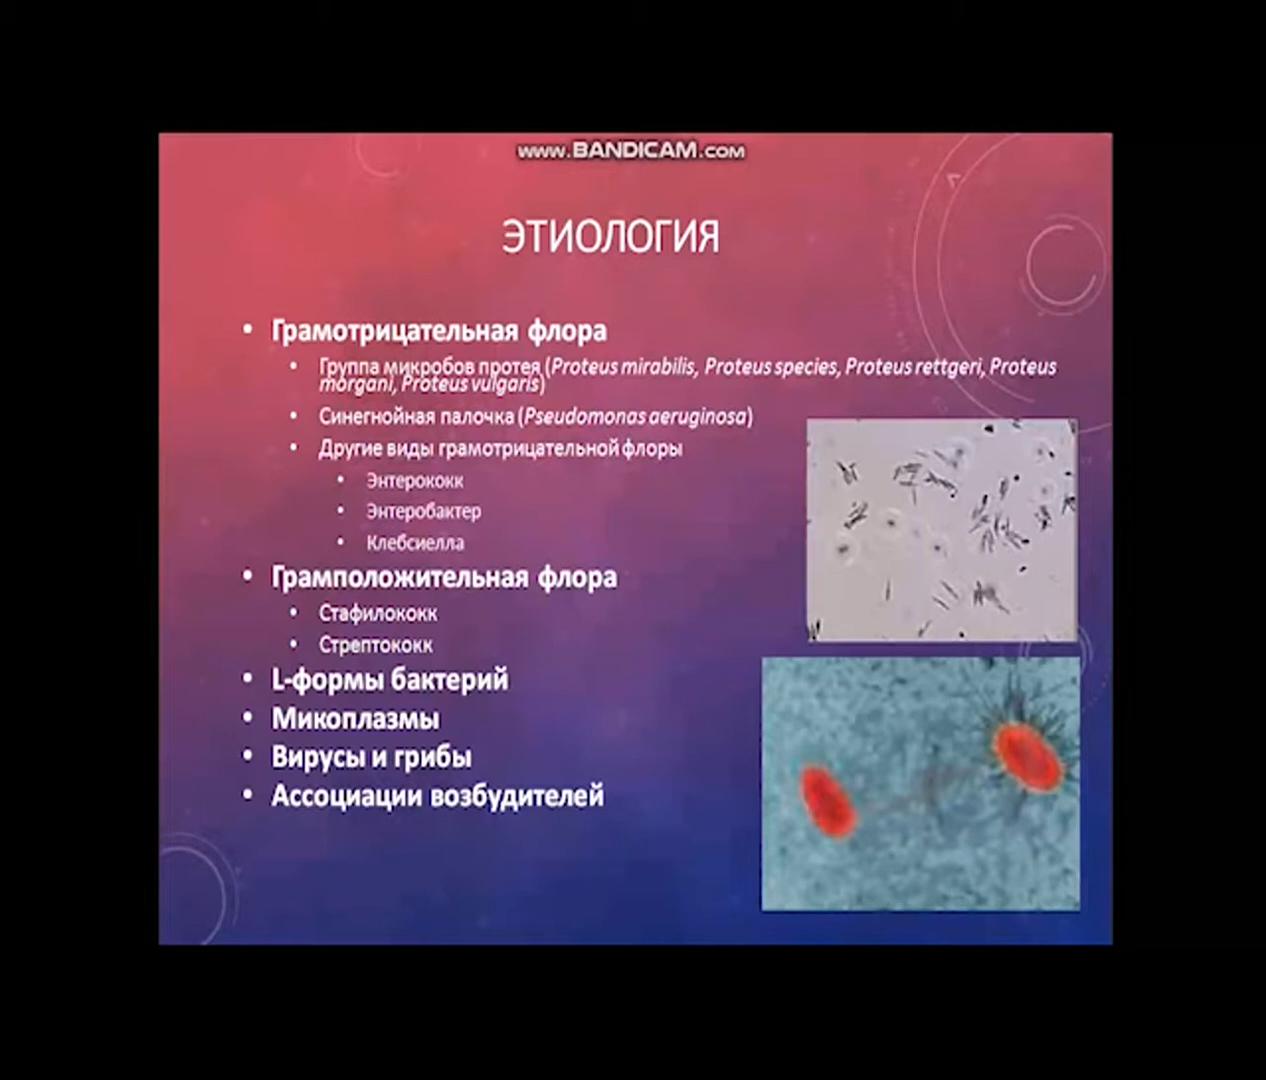 www.BANDICAM.com
ЭТИОЛОГИЯ
• Грамотрицательная флора
• Группа микробов протея (Proteus mirabilis, Proteus species, Proteus rettgeri, Proteus
morgani, Proteus vulgaris)
• Синегнойная палочка (Pseudomonas aeruginosa)
• Другие виды грамотрицательной флоры
• Энтерококк
• Энтеробактер
• Клебсиелла
• Грамположительная флора
• Стафилококк
• Стрептококк
• L-формы бактерий
• Микоплазмы
• Вирусы и грибы
• Ассоциации возбудителей